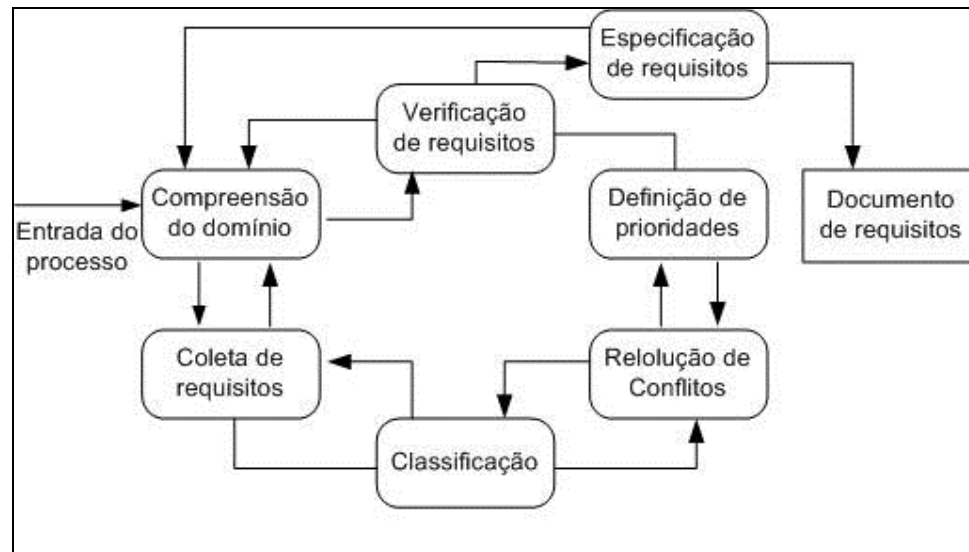 Especificação
de requisitos
Verificação
de requisitos
Compreensão
do domínio
Definição de
prioridades
Documento
de requisitos
Entrada do
processo
Coleta de
requisitos
Relolução de
Conflitos
Classificação